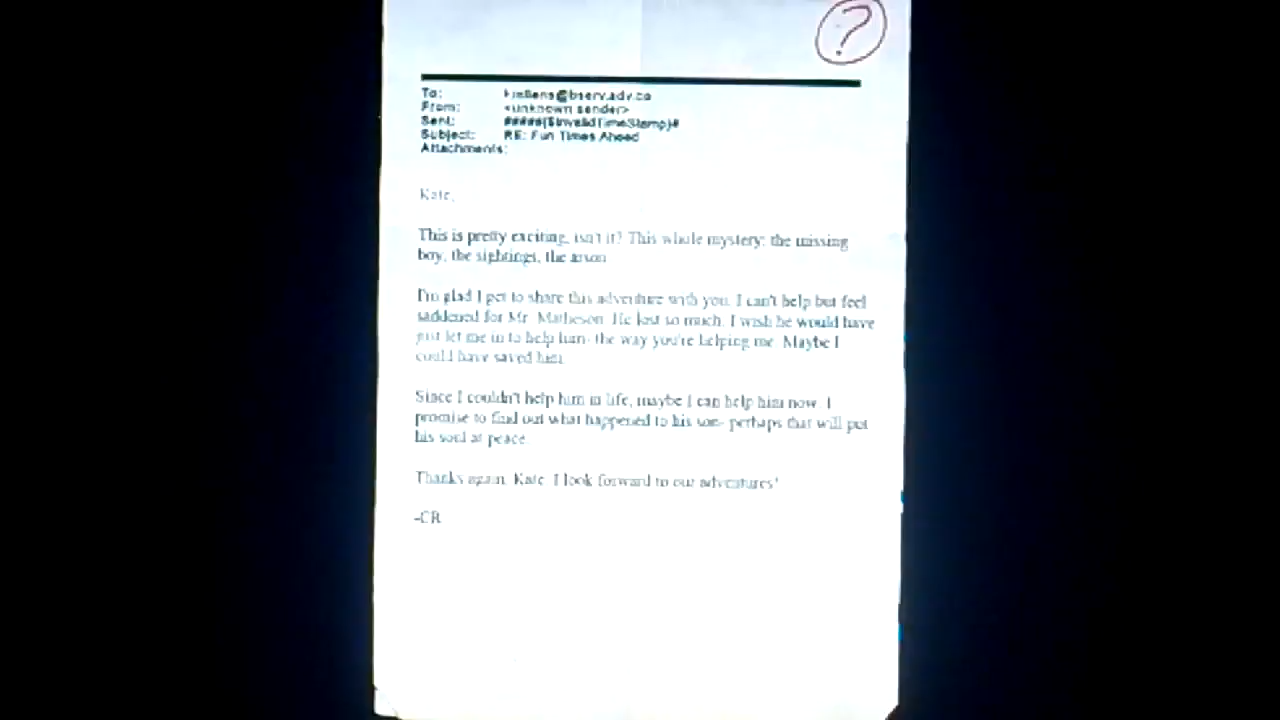 ?
To: kmilens@bserv.adv.co
From: <unknown sender>
Sent: #####($InvalidTimeStamp)#
Subject: RE: Fun Times Ahead
Attachments:
Kate,
This is pretty exciting, isn't it? This whole mystery: the missing
boy, the sightings, the arson.
I'm glad I get to share this adventure with you. I can't help but feel
saddened for Mr. Matheson. He lost so much. I wish he would have
just let me in to help him- the way you're helping me. Maybe I
could have saved him.
Since I couldn't help him in life, maybe I can help him now. I
promise to find out what happened to his son- perhaps that will put
his soul at peace.
Thanks again, Kate. I look forward to our adventures!
-CR